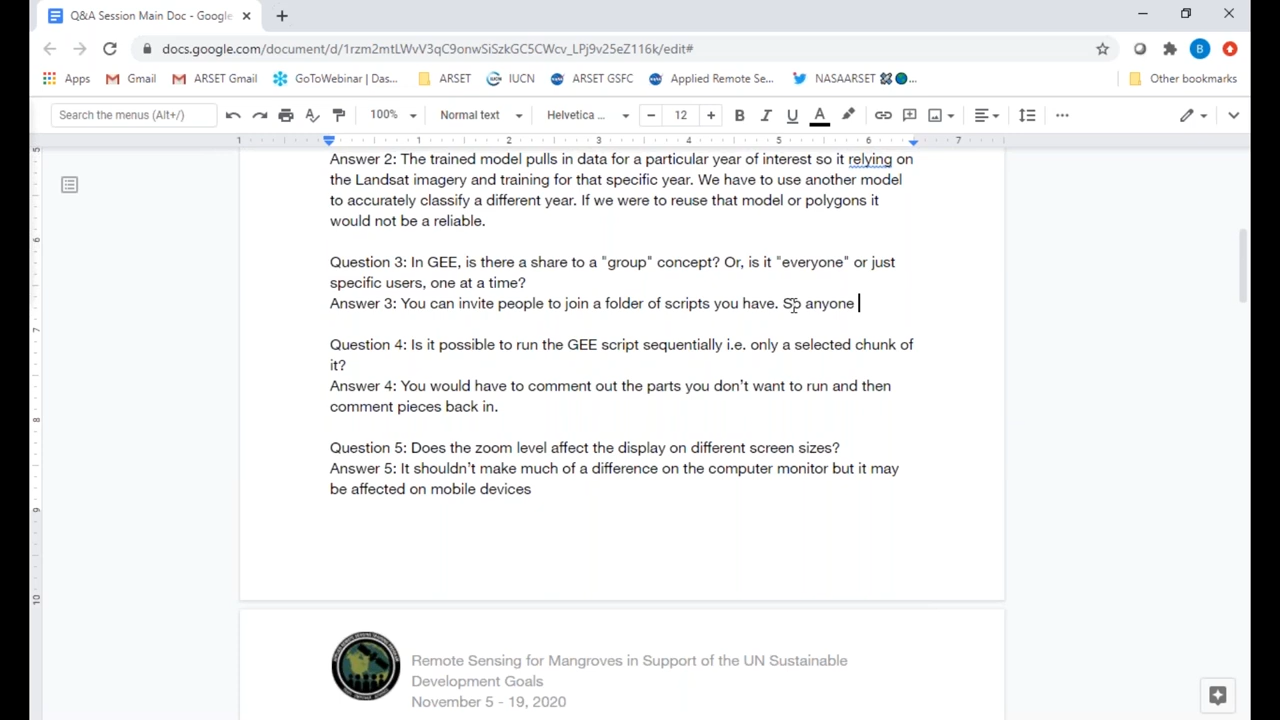 Q&A Session Main Doc - Google
docs.google.com/document/d/1rzm2mtLWvV3qC9onwSiSzkGC5CWcv_LPj9v25eZ116k/edit#
Apps Gmail ARSET Gmail GoToWebinar | Das... ARSET IUCN ARSET GSFC Applied Remote Se... NASAARSET 🛰️🌎... Other bookmarks
Search the menus (Alt+/) 100% Normal text Helvetica ... 12 B I U A
1 1 2 3 4 5 6 7
Answer 2: The trained model pulls in data for a particular year of interest so it relying on
the Landsat imagery and training for that specific year. We have to use another model
to accurately classify a different year. If we were to reuse that model or polygons it
would not be a reliable.
Question 3: In GEE, is there a share to a "group" concept? Or, is it "everyone" or just
specific users, one at a time?
Answer 3: You can invite people to join a folder of scripts you have. So anyone
Question 4: Is it possible to run the GEE script sequentially i.e. only a selected chunk of
it?
Answer 4: You would have to comment out the parts you don’t want to run and then
comment pieces back in.
Question 5: Does the zoom level affect the display on different screen sizes?
Answer 5: It shouldn’t make much of a difference on the computer monitor but it may
be affected on mobile devices
Remote Sensing for Mangroves in Support of the UN Sustainable
Development Goals
November 5 - 19, 2020